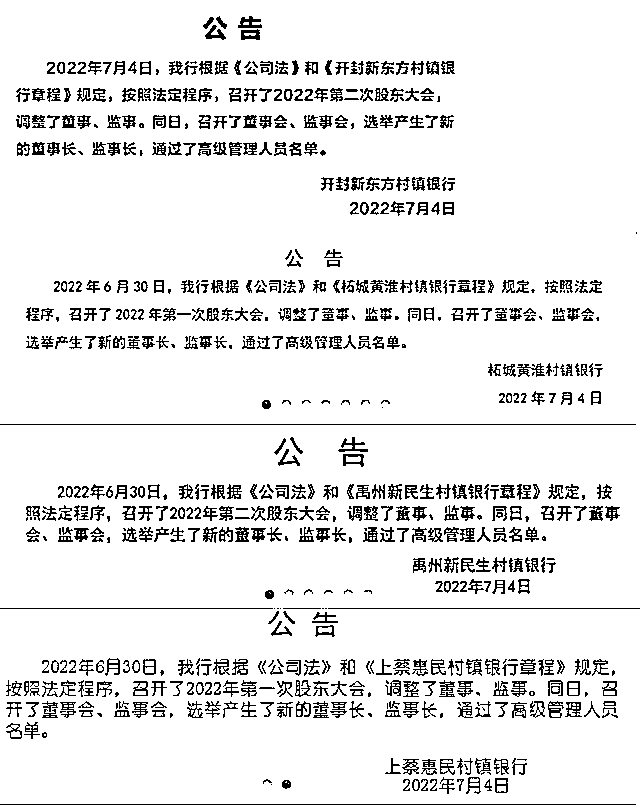 公告
2022年7月4日，我行根据《公司法》和《开封新东方村镇银
行章程》规定，按照法定程序，召开了2022年第二次股东大会，
调整了董事、监事。同日，召开了董事会、监事会，选举产生了新
的董事长、监事长，通过了高级管理人员名单。
开封新东方村镇银行
2022年7月4日
公 告
2022年6月30日，我行根据《公司法》和《柘城黄淮村镇银行章程》规定，按照法定
程序，召开了2022年第一次股东大会，调整了董事、监事。同日，召开了董事会、监事会，
选举产生了新的董事长、监事长，通过了高级管理人员名单。
柘城黄淮村镇银行
2022年7月4日
公 告
2022年6月30日，我行根据《公司法》和《禹州新民生村镇银行章程》规定，按
照法定程序，召开了2022年第二次股东大会，调整了董事、监事。同日，召开了董事
会、监事会，选举产生了新的董事长、监事长，通过了高级管理人员名单。
禹州新民生村镇银行
2022年7月4日
公 告
2022年6月30日，我行根据《公司法》和《上蔡惠民村镇银行章程》规定，
按照法定程序，召开了2022年第一次股东大会，调整了董事、监事。同日，召
开了董事会、监事会，选举产生了新的董事长、监事长，通过了高级管理人员
名单。
上蔡惠民村镇银行
2022年7月4日